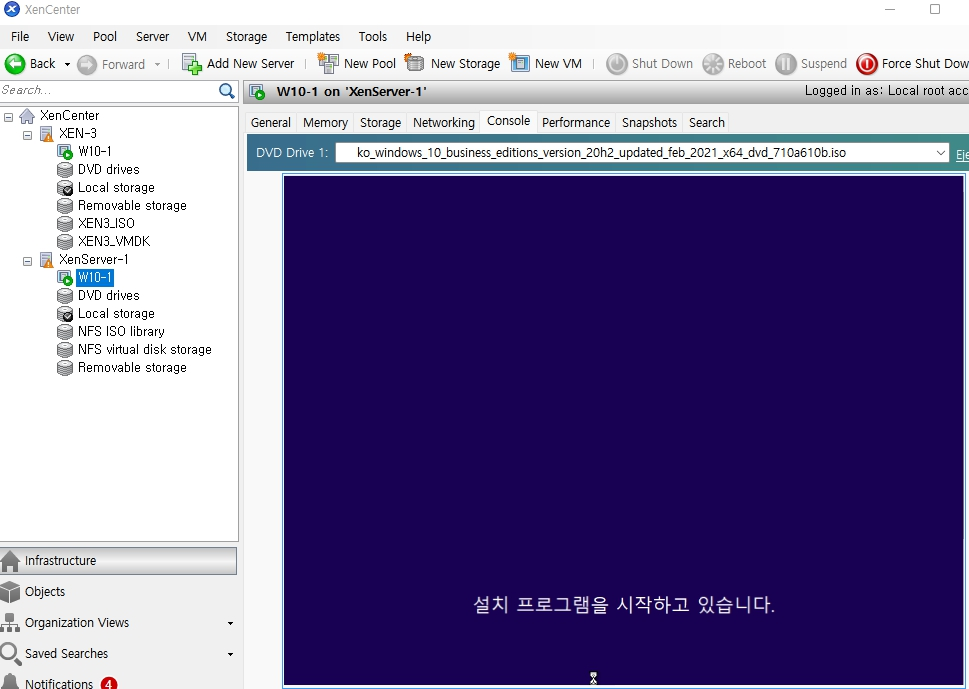 XenCenter
File View Pool Server VM Storage Templates Tools Help
Back Forward Add New Server New Pool New Storage New VM Shut Down Reboot Suspend Force Shut Dow
Search...
W10-1 on 'XenServer-1'
Logged in as: Local root acc
XenCenter
XEN-3
W10-1
DVD drives
Local storage
Removable storage
XEN3_ISO
XEN3_VMDK
XenServer-1
W10-1
DVD drives
Local storage
NFS ISO library
NFS virtual disk storage
Removable storage
General Memory Storage Networking Console Performance Snapshots Search
DVD Drive 1: ko_windows_10_business_editions_version_20h2_updated_feb_2021_x64_dvd_710a610b.iso Eje
설치 프로그램을 시작하고 있습니다.
Infrastructure
Objects
Organization Views
Saved Searches
Notifications 4